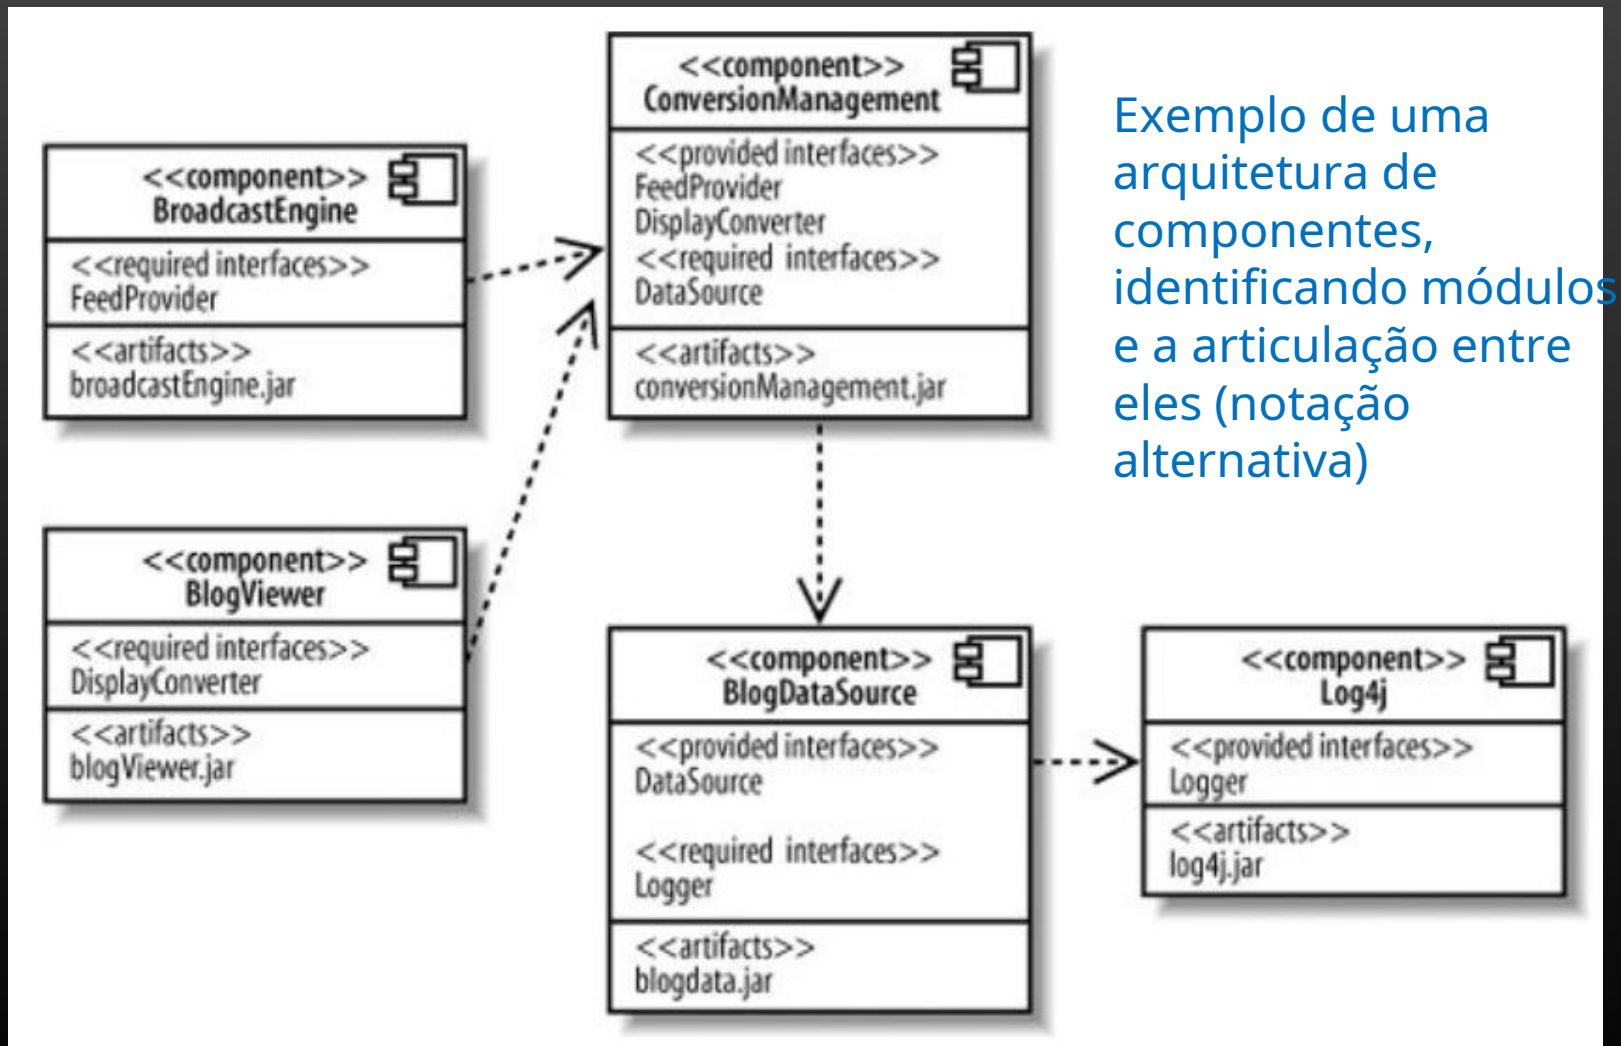 <<component>>
BroadcastEngine
<<required interfaces>>
FeedProvider
<<artifacts>>
broadcastEngine.jar
<<component>>
ConversionManagement
<<provided interfaces>>
FeedProvider
DisplayConverter
<<required interfaces>>
DataSource
<<artifacts>>
conversionManagement.jar
Exemplo de uma
arquitetura de
componentes,
identificando módulos
e a articulação entre
eles (notação
alternativa)
<<component>>
BlogViewer
<<required interfaces>>
DisplayConverter
<<artifacts>>
blogViewer.jar
<<component>>
BlogDataSource
<<provided interfaces>>
DataSource
<<required interfaces>>
Logger
<<artifacts>>
blogdata.jar
<<component>>
Log4j
<<provided interfaces>>
Logger
<<artifacts>>
log4j.jar